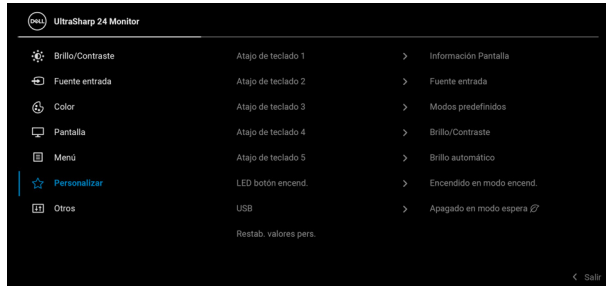 DELL UltraSharp 24 Monitor
Brillo/Contraste Atajo de teclado 1 > Información Pantalla
Fuente entrada Atajo de teclado 2 > Fuente entrada
Color Atajo de teclado 3 > Modos predefinidos
Pantalla Atajo de teclado 4 > Brillo/Contraste
Menú Atajo de teclado 5 > Brillo automático
Personalizar LED botón encend. > Encendido en modo encend.
Otros USB > Apagado en modo espera
Restab. valores pers.
< Salir